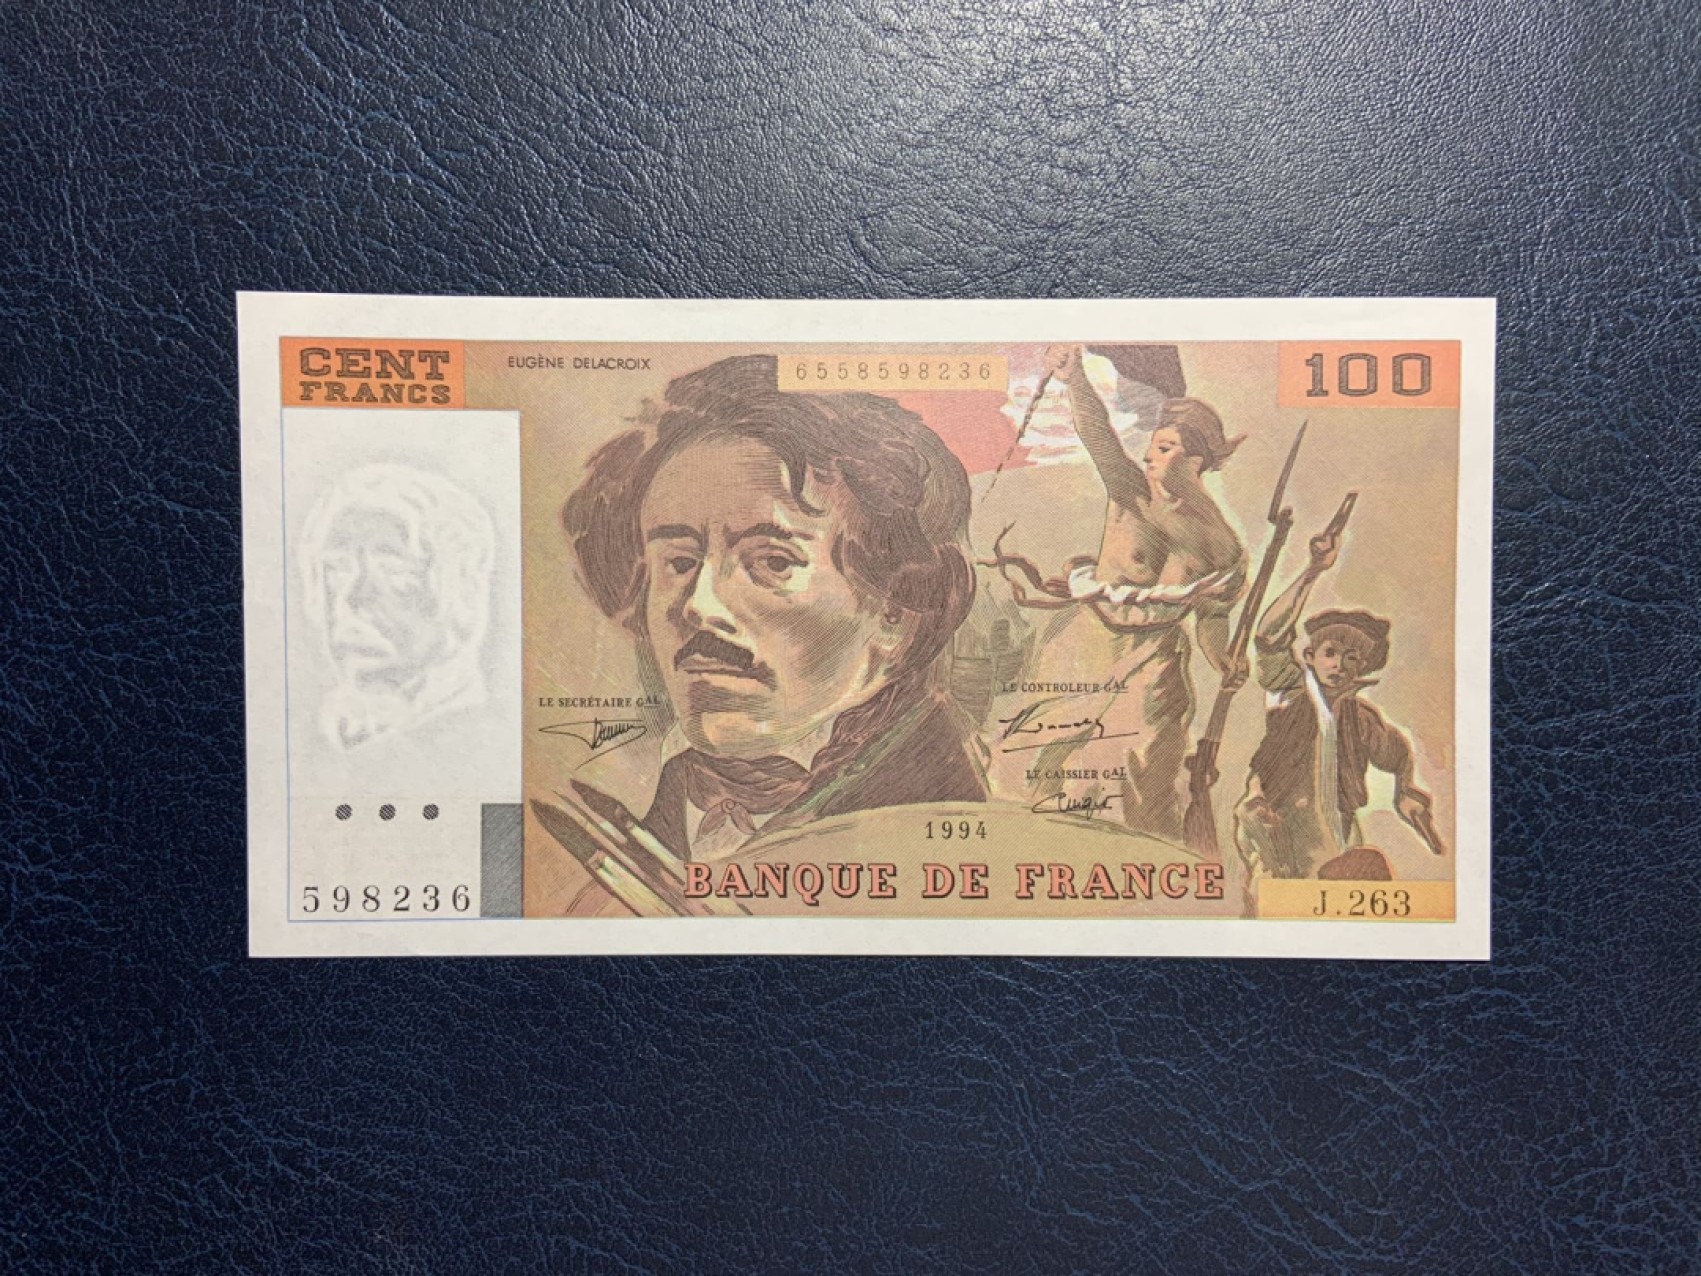 CENT
FRANCS
EUGÈNE DELACROIX
6558598236
100
LE SECRÉTAIRE GAL
LE CONTROLEUR GAL
LE CAISSIER GAL
1994
BANQUE DE FRANCE
598236
J.263